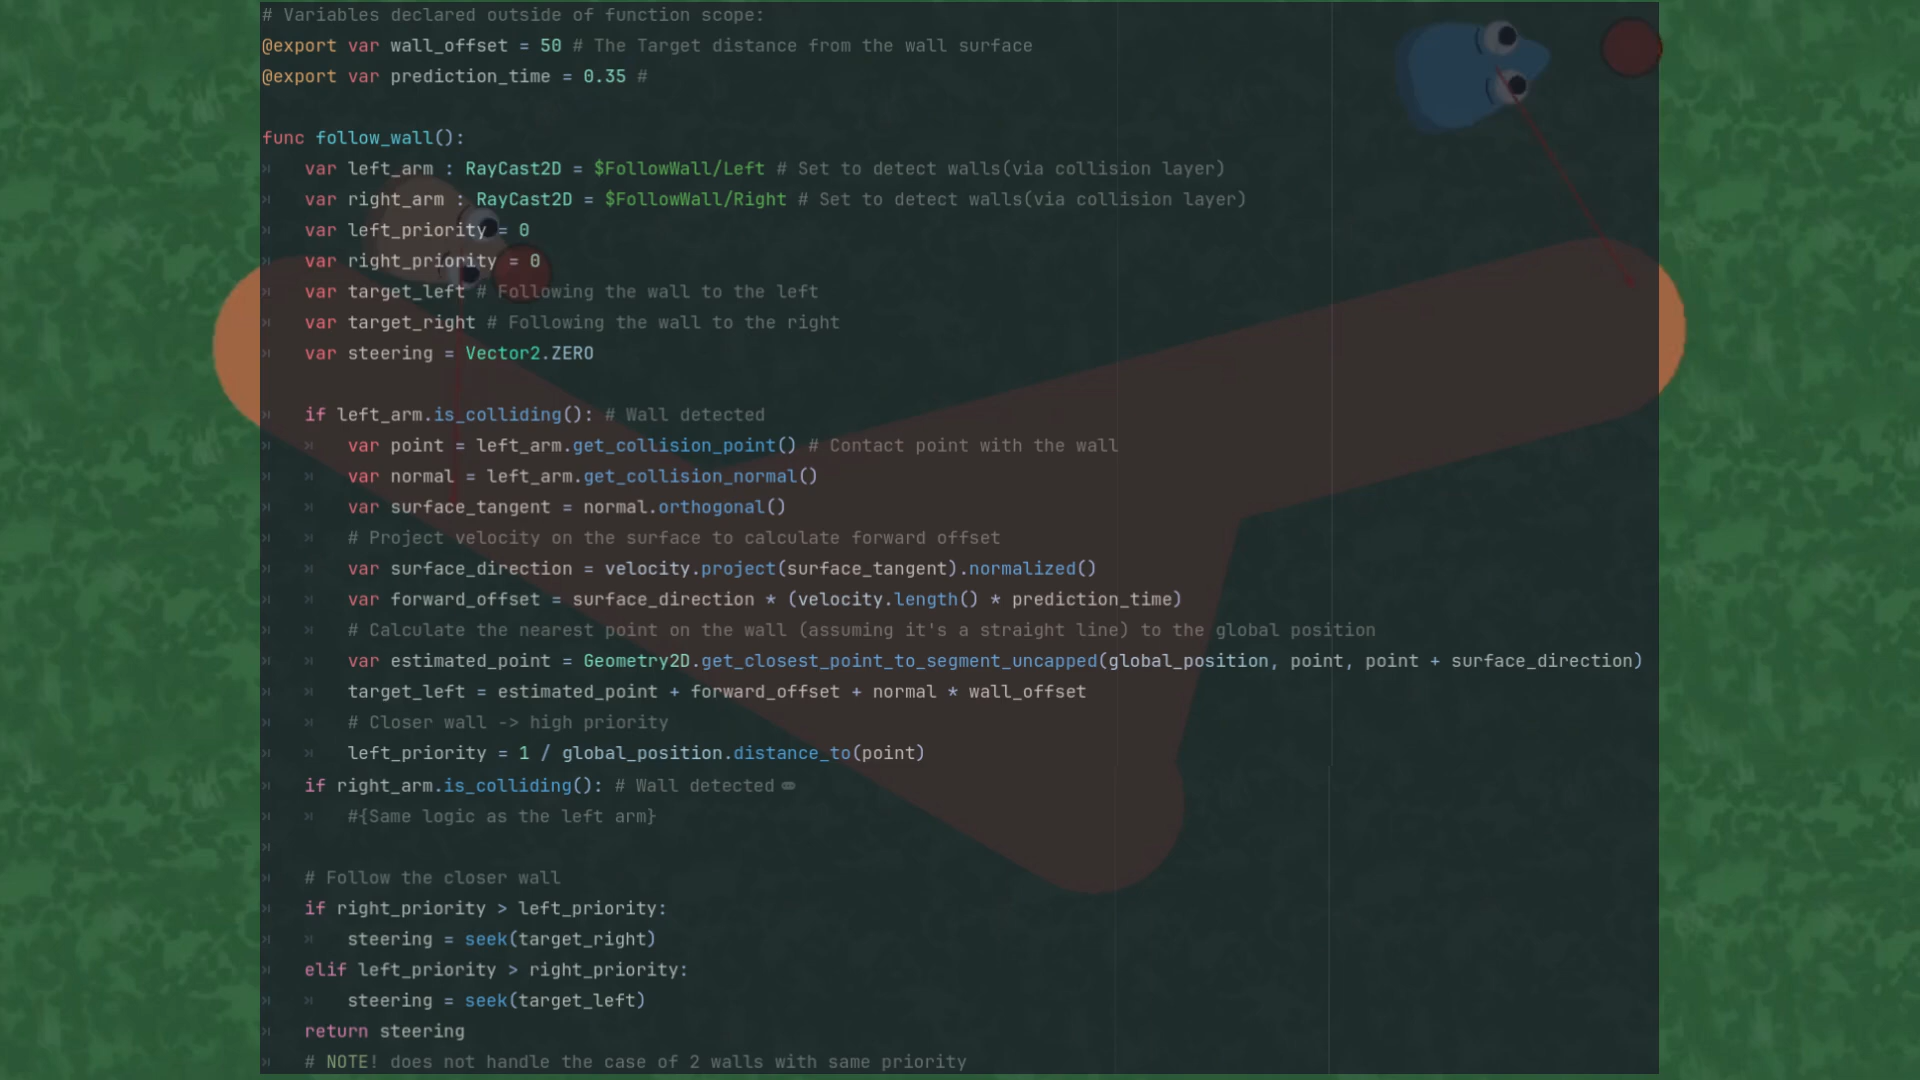 # Variables declared outside of function scope:
@export var wall_offset = 50 # The Target distance from the wall surface
@export var prediction_time = 0.35 #
func follow_wall():
var left_arm : RayCast2D = $FollowWall/Left # Set to detect walls(via collision layer)
var right_arm : RayCast2D = $FollowWall/Right # Set to detect walls(via collision layer)
var left_priority = 0
var right_priority = 0
var target_left # Following the wall to the left
var target_right # Following the wall to the right
var steering = Vector2.ZERO
if left_arm.is_colliding(): # Wall detected
var point = left_arm.get_collision_point() # Contact point with the wall
var normal = left_arm.get_collision_normal()
var surface_tangent = normal.orthogonal()
# Project velocity on the surface to calculate forward offset
var surface_direction = velocity.project(surface_tangent).normalized()
var forward_offset = surface_direction * (velocity.length() * prediction_time)
# Calculate the nearest point on the wall (assuming it's a straight line) to the global position
var estimated_point = Geometry2D.get_closest_point_to_segment_uncapped(global_position, point, point + surface_direction)
target_left = estimated_point + forward_offset + normal * wall_offset
# Closer wall -> high priority
left_priority = 1 / global_position.distance_to(point)
if right_arm.is_colliding(): # Wall detected
#{Same logic as the left arm}
# Follow the closer wall
if right_priority > left_priority:
steering = seek(target_right)
elif left_priority > right_priority:
steering = seek(target_left)
return steering
# NOTE! does not handle the case of 2 walls with same priority